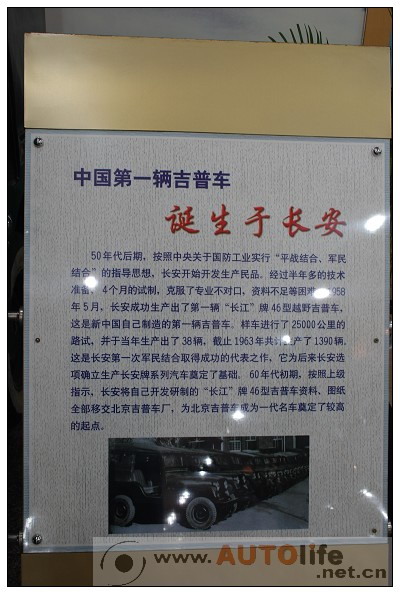 中国第一辆吉普车
诞生于长安
50年代后期，按照中央关于国防工业实行“平战结合、军民
结合”的指导思想，长安开始开发生产民品。经过半年多的技术
准备，4个月的试制，克服了专业不对口、资料不足等困难，1958
年5月，长安成功生产出了第一辆“长江”牌46型越野吉普车，
这是新中国自己制造的第一辆吉普车。样车进行了25000公里的
路试，并于当年生产出了38辆，截止1963年共计生产了1390辆。
这是长安第一次军民结合取得成功的代表之作，它为后来长安选
项确立生产长安牌系列汽车奠定了基础。60年代初期，按照上级
指示，长安将自己开发研制的“长江”牌46型吉普车资料、图纸
全部移交北京吉普车厂，为北京吉普车成为一代名车奠定了较高
的起点。
www.AUTOlife
.net.cn